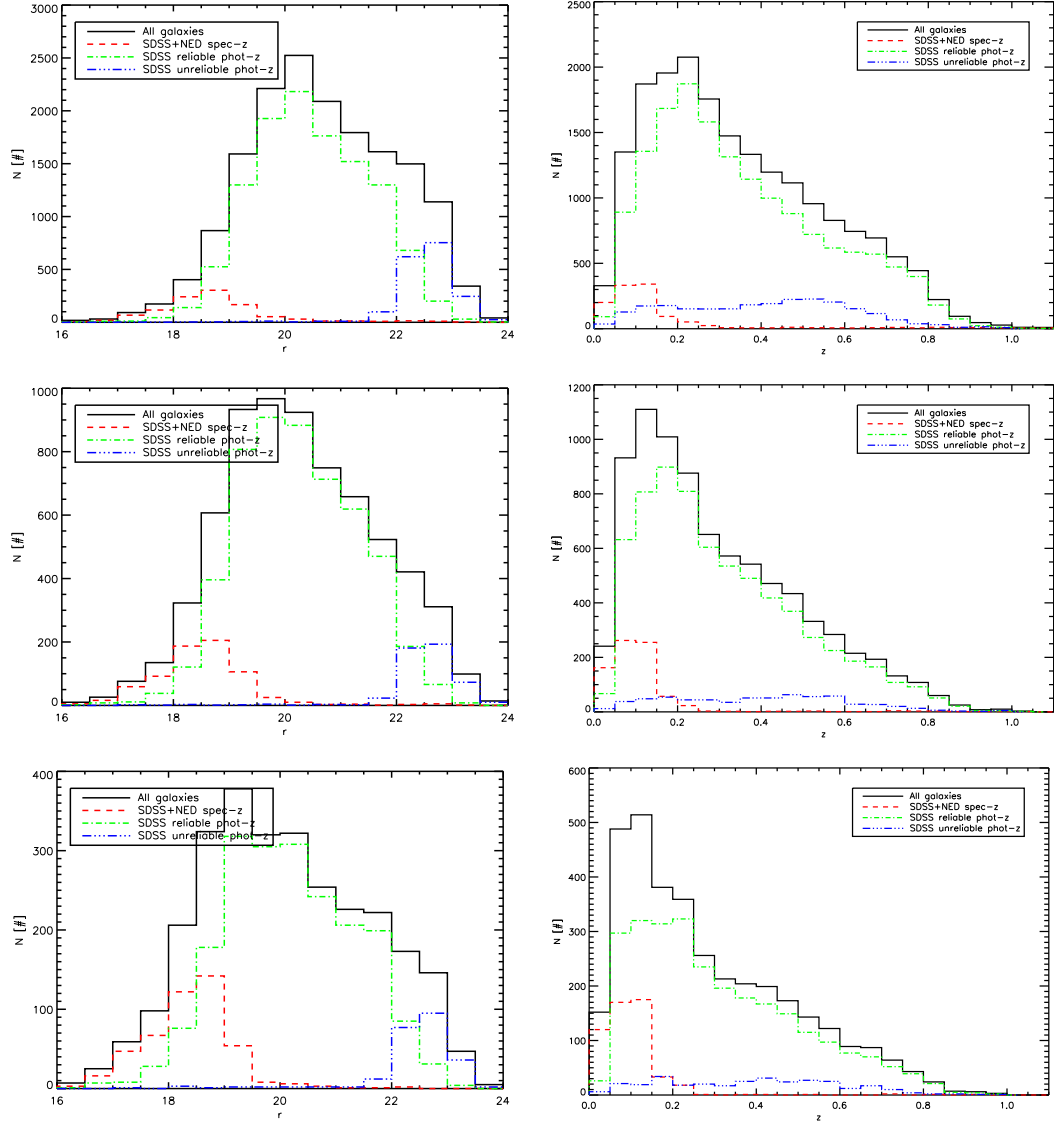 3000
2500
2000
1500
1000
500
0
N [#]
All galaxies
SDSS+NED spec-z
SDSS reliable phot-z
SDSS unreliable phot-z
16 18 20 22 24
r
2500
2000
1500
1000
500
0
N [#]
All galaxies
SDSS+NED spec-z
SDSS reliable phot-z
SDSS unreliable phot-z
0.0 0.2 0.4 0.6 0.8 1.0
z
1000
800
600
400
200
0
N [#]
All galaxies
SDSS+NED spec-z
SDSS reliable phot-z
SDSS unreliable phot-z
16 18 20 22 24
r
1200
1000
800
600
400
200
0
N [#]
All galaxies
SDSS+NED spec-z
SDSS reliable phot-z
SDSS unreliable phot-z
0.0 0.2 0.4 0.6 0.8 1.0
z
400
300
200
100
0
N [#]
All galaxies
SDSS+NED spec-z
SDSS reliable phot-z
SDSS unreliable phot-z
16 18 20 22 24
r
600
500
400
300
200
100
0
N [#]
All galaxies
SDSS+NED spec-z
SDSS reliable phot-z
SDSS unreliable phot-z
0.0 0.2 0.4 0.6 0.8 1.0
z